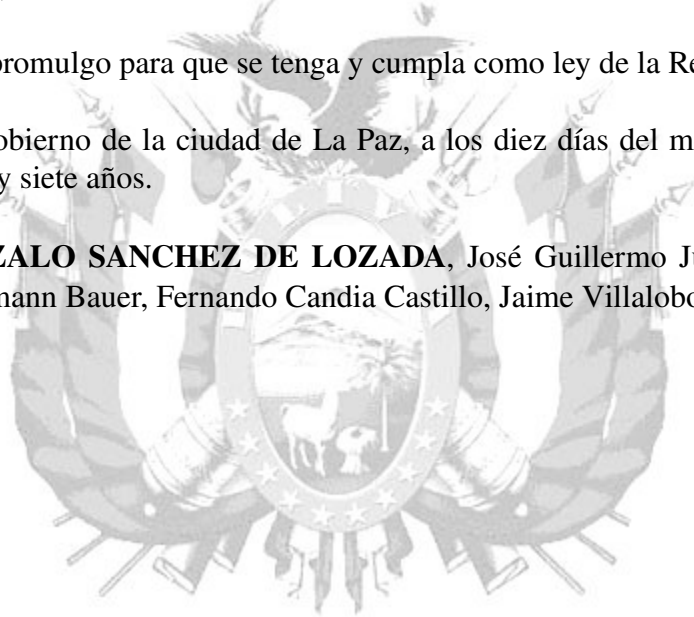 promulgo para que se tenga y cumpla como ley de la Re
obierno de la ciudad de La Paz, a los diez días del m
y siete años.
ZALO SANCHEZ DE LOZADA, José Guillermo Ju
mann Bauer, Fernando Candia Castillo, Jaime Villalobo